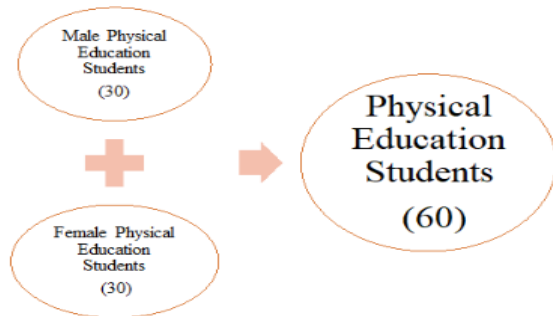 Male Physical
Education
Students
(30)
Female Physical
Education
Students
(30)
Physical
Education
Students
(60)